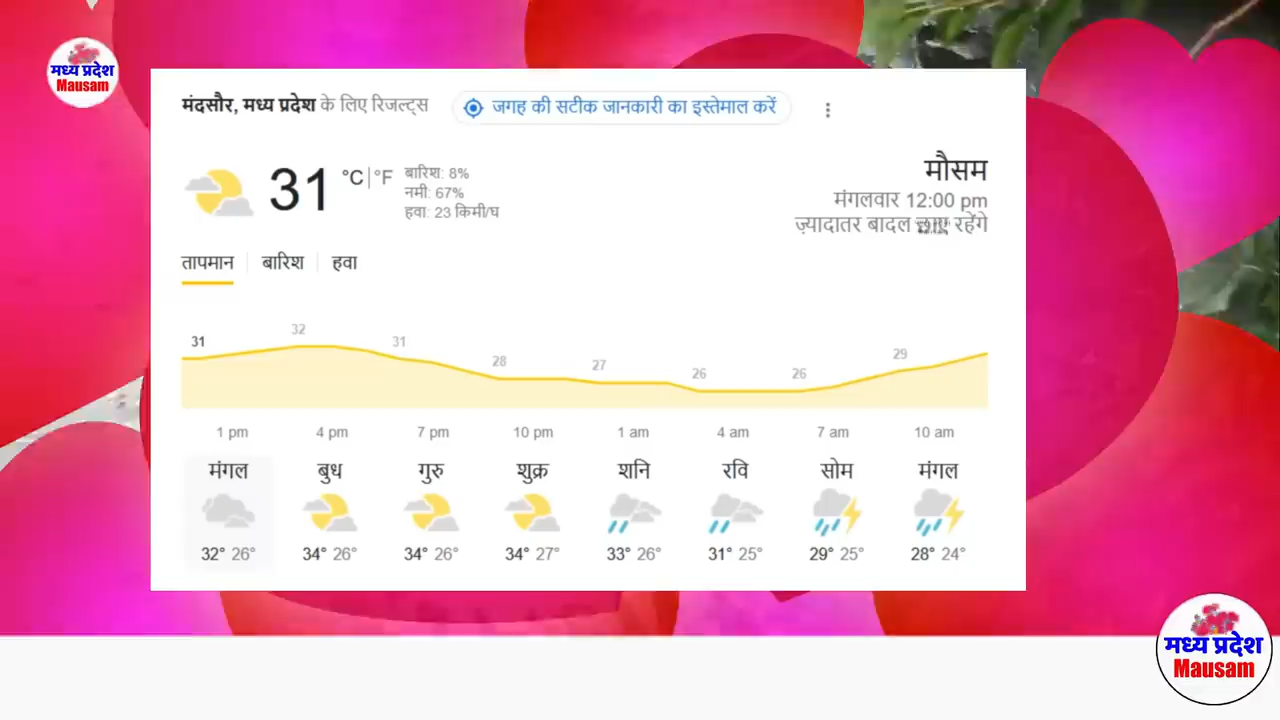 मध्य प्रदेश
Mausam
मंदसौर, मध्य प्रदेश के लिए रिजल्ट्स
जगह की सटीक जानकारी का इस्तेमाल करें
31 °C | °F
बारिश: 8%
नमी: 67%
हवा: 23 किमी/घ
मौसम
मंगलवार 12:00 pm
ज़्यादातर बादल छाए रहेंगे
तापमान बारिश हवा
31 32 31 28 27 26 26 29
1 pm 4 pm 7 pm 10 pm 1 am 4 am 7 am 10 am
मंगल बुध गुरु शुक्र शनि रवि सोम मंगल
32° 26° 34° 26° 34° 26° 34° 27° 33° 26° 31° 25° 29° 25° 28° 24°
मध्य प्रदेश
Mausam